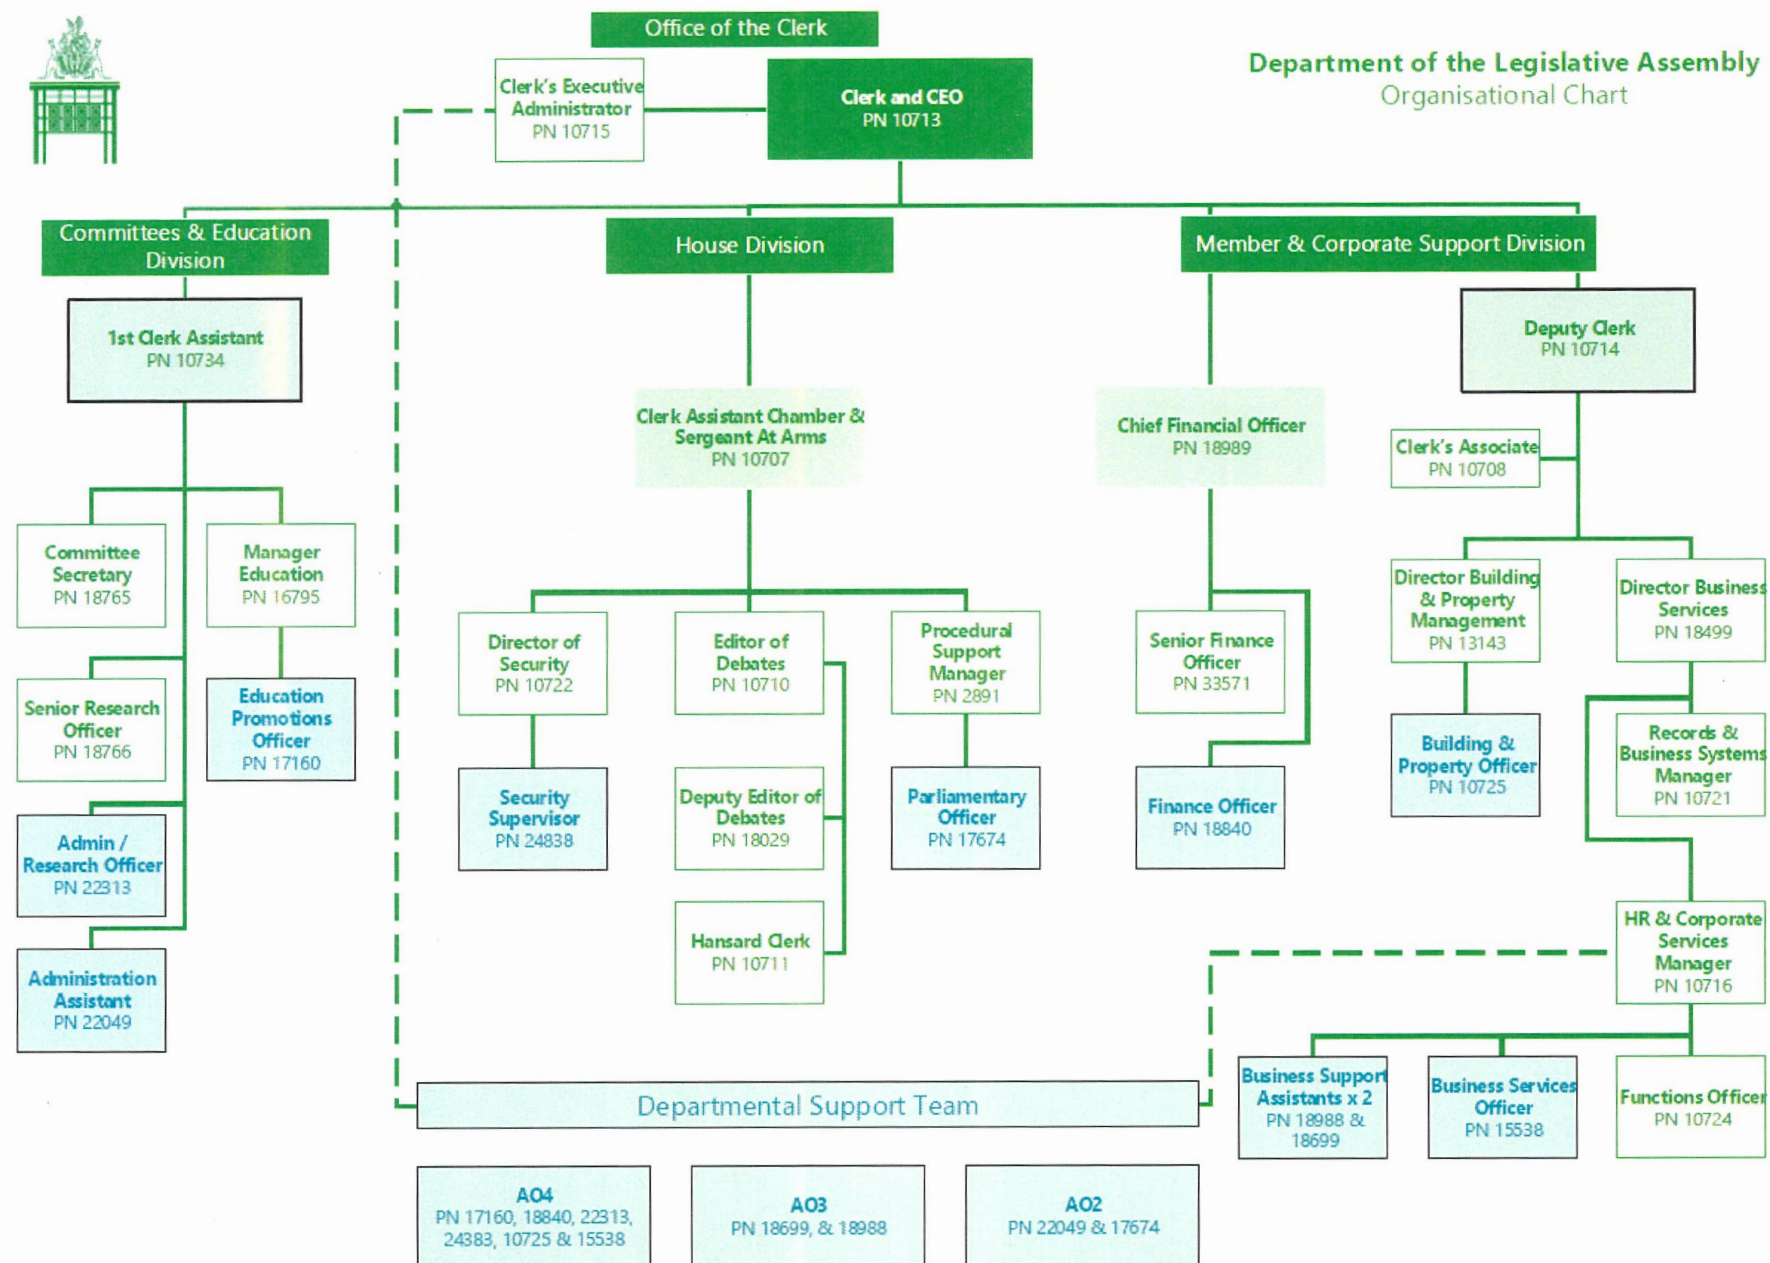 Office of the Clerk
Department of the Legislative Assembly
Organisational Chart
Clerk's Executive
Administrator
PN 10715
Clerk and CEO
PN 10713
Committees & Education
Division
House Division
Member & Corporate Support Division
1st Clerk Assistant
PN 10734
Deputy Clerk
PN 10714
Clerk Assistant Chamber &
Sergeant At Arms
PN 10707
Chief Financial Officer
PN 18989
Clerk's Associate
PN 10708
Committee
Secretary
PN 18765
Manager
Education
PN 16795
Director Building
& Property
Management
PN 13143
Director Business
Services
PN 18499
Director of
Security
PN 10722
Editor of
Debates
PN 10710
Procedural
Support
Manager
PN 2891
Senior Finance
Officer
PN 33571
Senior Research
Officer
PN 18766
Education
Promotions
Officer
PN 17160
Building &
Property Officer
PN 10725
Records &
Business Systems
Manager
PN 10721
Security
Supervisor
PN 24838
Deputy Editor of
Debates
PN 18029
Parliamentary
Officer
PN 17674
Finance Officer
PN 18840
Admin /
Research Officer
PN 22313
Hansard Clerk
PN 10711
HR & Corporate
Services
Manager
PN 10716
Administration
Assistant
PN 22049
Business Support
Assistants x 2
PN 18988 &
18699
Business Services
Officer
PN 15538
Functions Officer
PN 10724
Departmental Support Team
AO4
PN 17160, 18840, 22313,
24383, 10725 & 15538
AO3
PN 18699, & 18988
AO2
PN 22049 & 17674